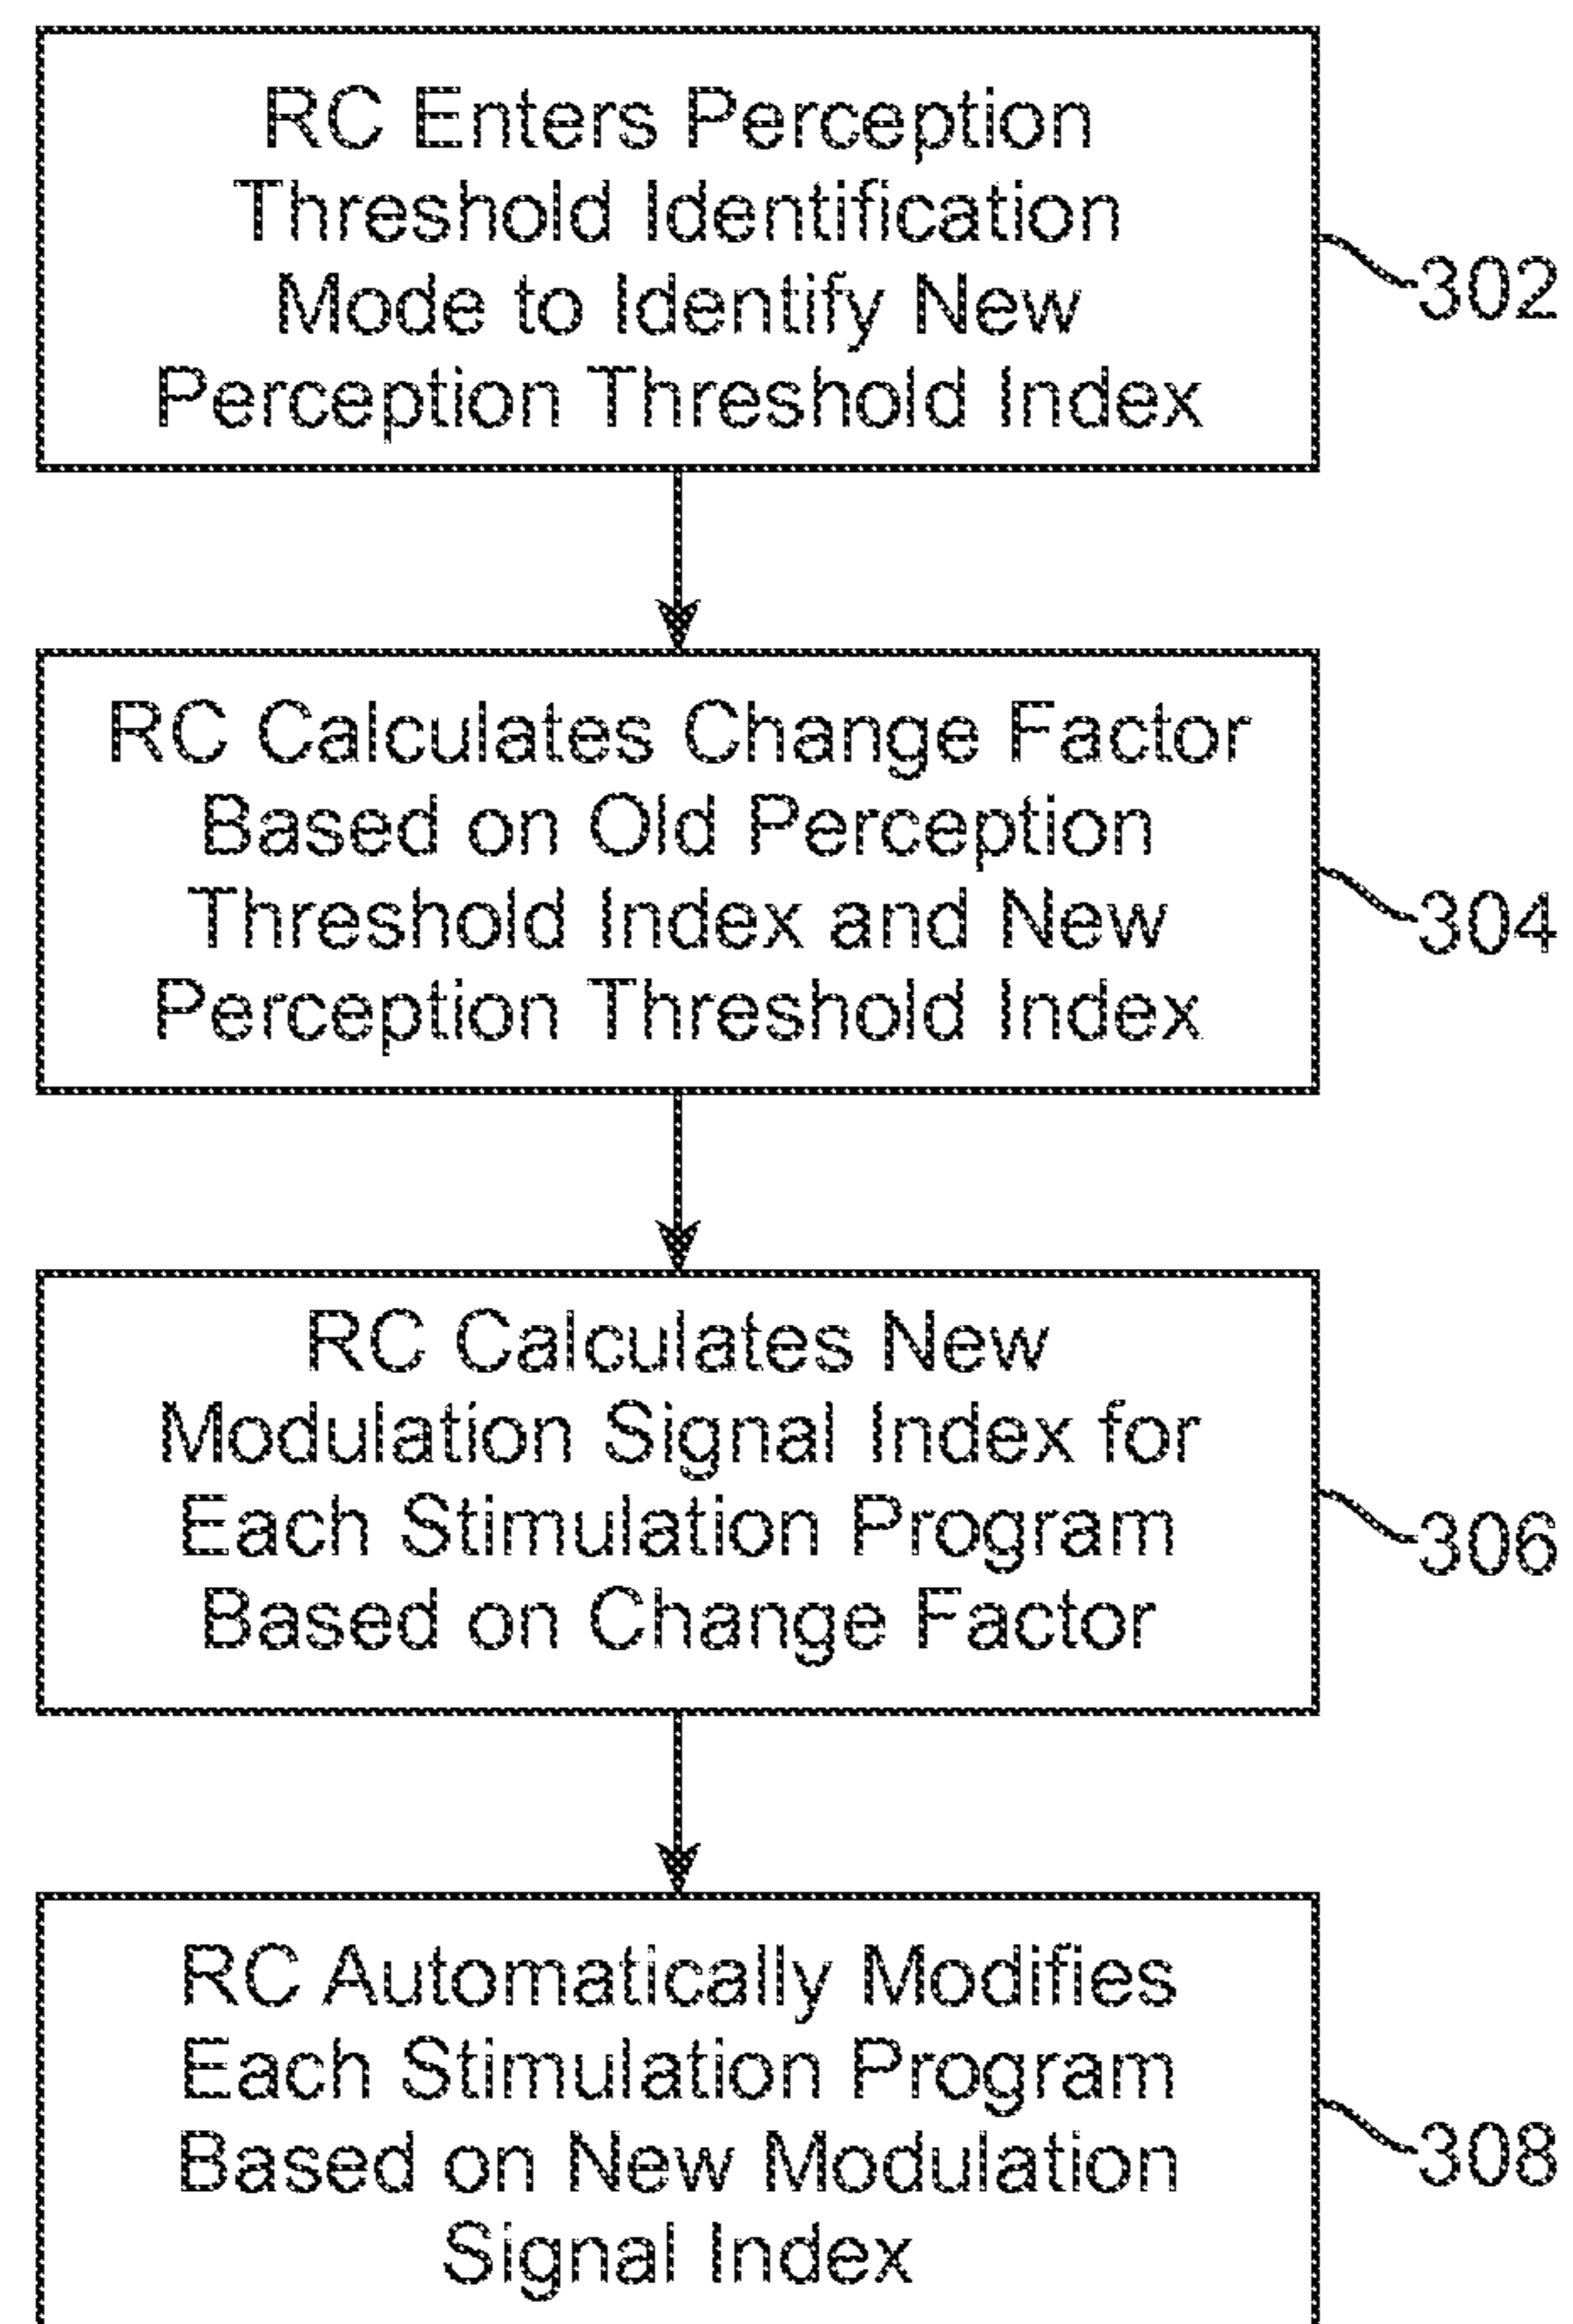 RC Enters Perception
Threshold Identification
Mode to Identify New
Perception Threshold Index
302
RC Calculates Change Factor
Based on Old Perception
Threshold Index and New
Perception Threshold Index
304
RC Calculates New
Modulation Signal Index for
Each Stimulation Program
Based on Change Factor
306
RC Automatically Modifies
Each Stimulation Program
Based on New Modulation
Signal Index
308